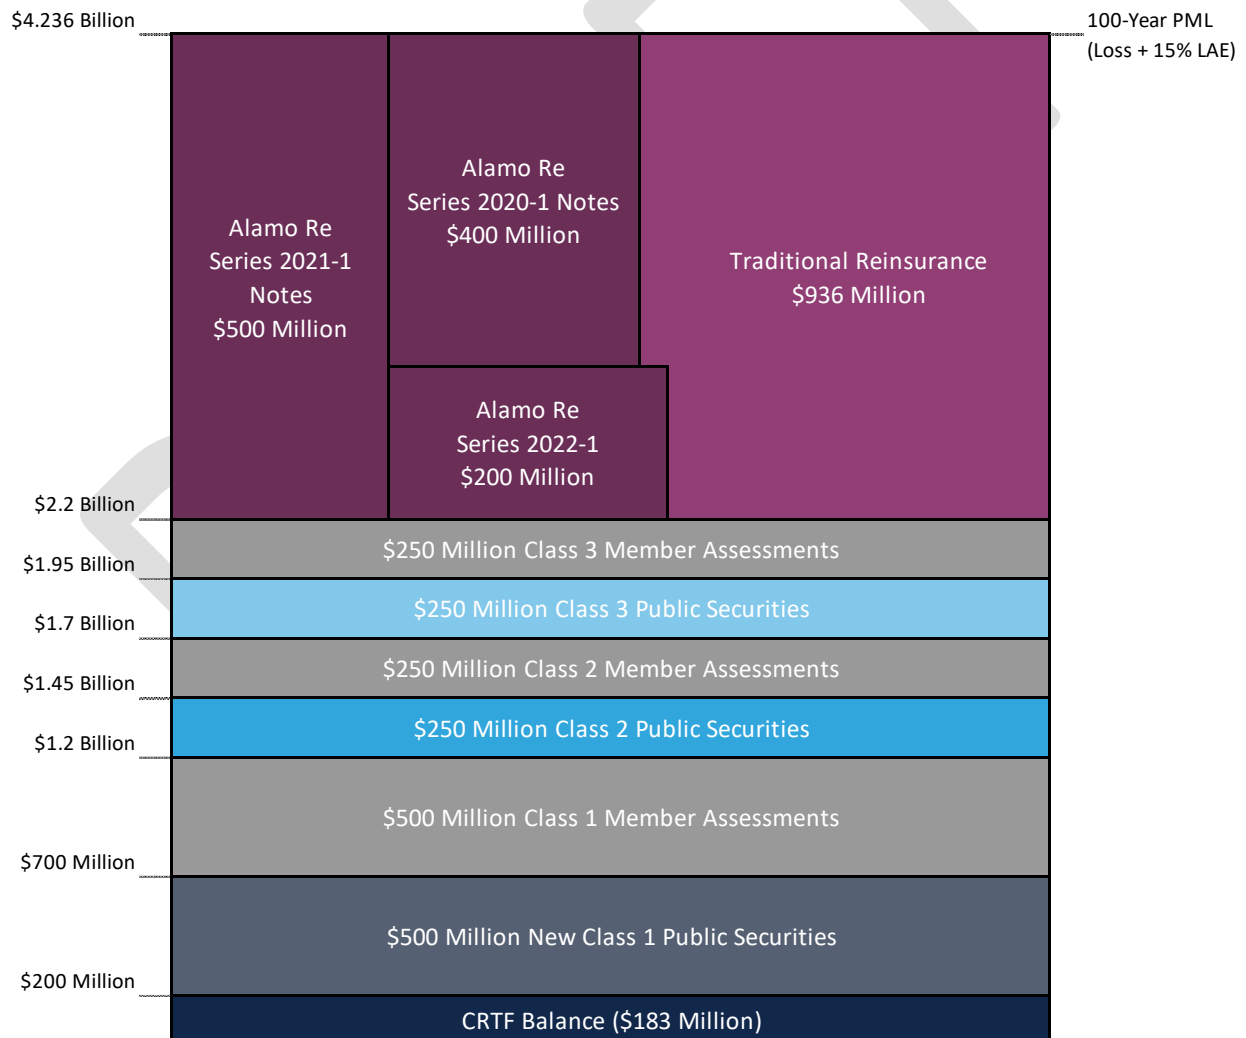 $4.236 Billion
100-Year PML
(Loss + 15% LAE)
Alamo Re
Series 2021-1
Notes
$500 Million
Alamo Re
Series 2020-1 Notes
$400 Million
Traditional Reinsurance
$936 Million
Alamo Re
Series 2022-1
$200 Million
$2.2 Billion
$250 Million Class 3 Member Assessments
$1.95 Billion
$250 Million Class 3 Public Securities
$1.7 Billion
$250 Million Class 2 Member Assessments
$1.45 Billion
$250 Million Class 2 Public Securities
$1.2 Billion
$500 Million Class 1 Member Assessments
$700 Million
$500 Million New Class 1 Public Securities
$200 Million
CRTF Balance ($183 Million)